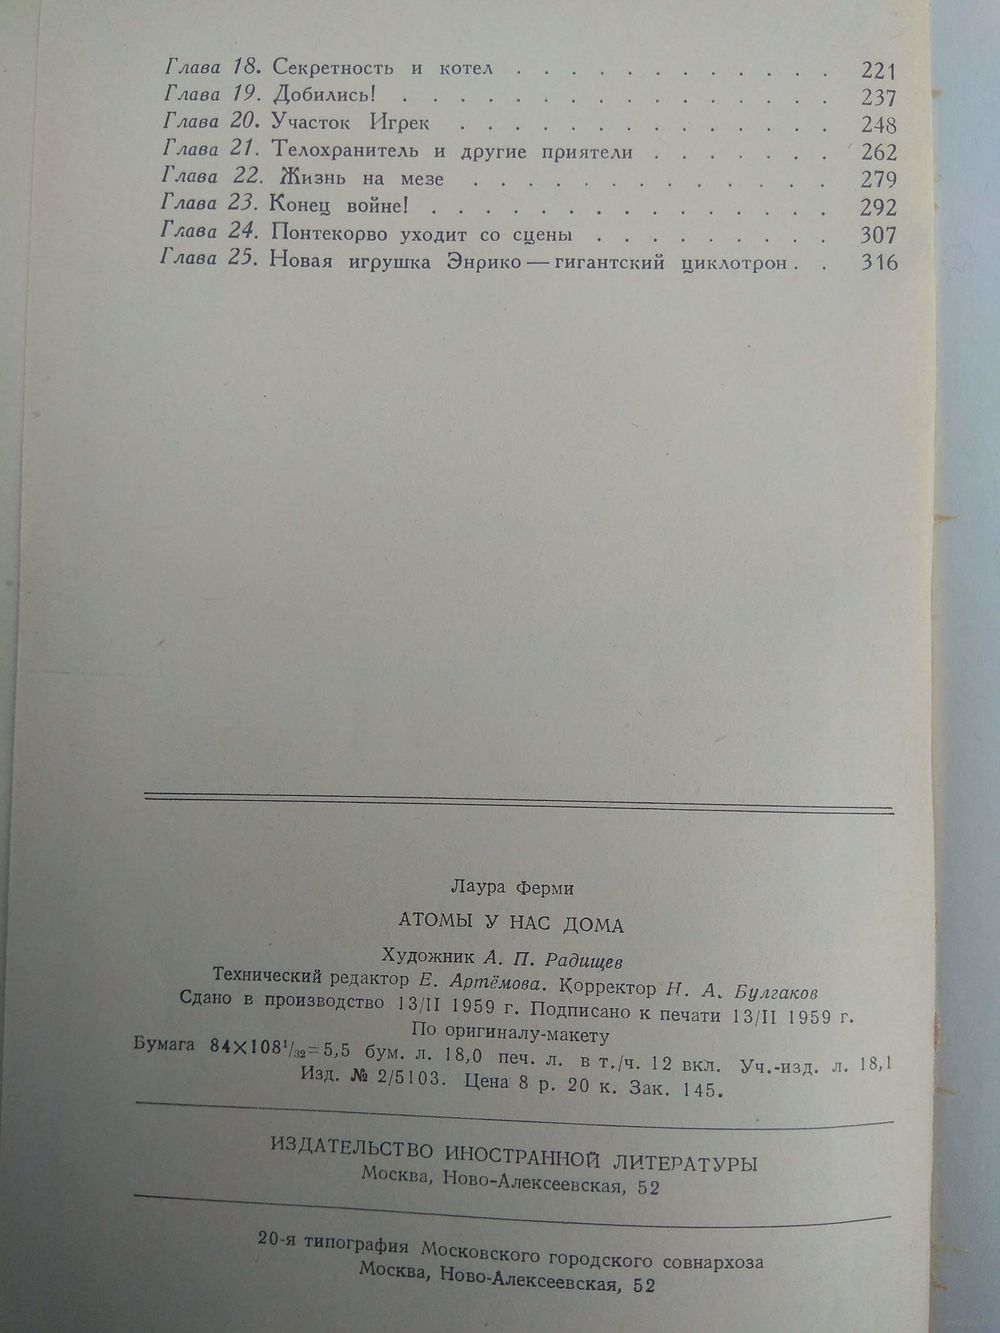 Глава 18. Секретность и котел . . . . . . . . . . . . 221
Глава 19. Добились! . . . . . . . . . . . . . . . . 237
Глава 20. Участок Игрек . . . . . . . . . . . . . . 248
Глава 21. Телохранитель и другие приятели . . . . . . . 262
Глава 22. Жизнь на мезе . . . . . . . . . . . . . 279
Глава 23. Конец войне! . . . . . . . . . . . . . . . 292
Глава 24. Понтекорво уходит со сцены . . . . . . . . . 307
Глава 25. Новая игрушка Энрико — гигантский циклотрон . . 316
Лаура Ферми
АТОМЫ У НАС ДОМА
Художник А. П. Радищев
Технический редактор Е. Артёмова. Корректор Н. А. Булгаков
Сдано в производство 13/II 1959 г. Подписано к печати 13/II 1959 г.
По оригиналу-макету
Бумага 84×108¹/₃₂=5,5 бум. л. 18,0 печ. л. в т./ч. 12 вкл. Уч.-изд. л. 18,1
Изд. № 2/5103. Цена 8 р. 20 к. Зак. 145.
ИЗДАТЕЛЬСТВО ИНОСТРАННОЙ ЛИТЕРАТУРЫ
Москва, Ново-Алексеевская, 52
20-я типография Московского городского совнархоза
Москва, Ново-Алексеевская, 52